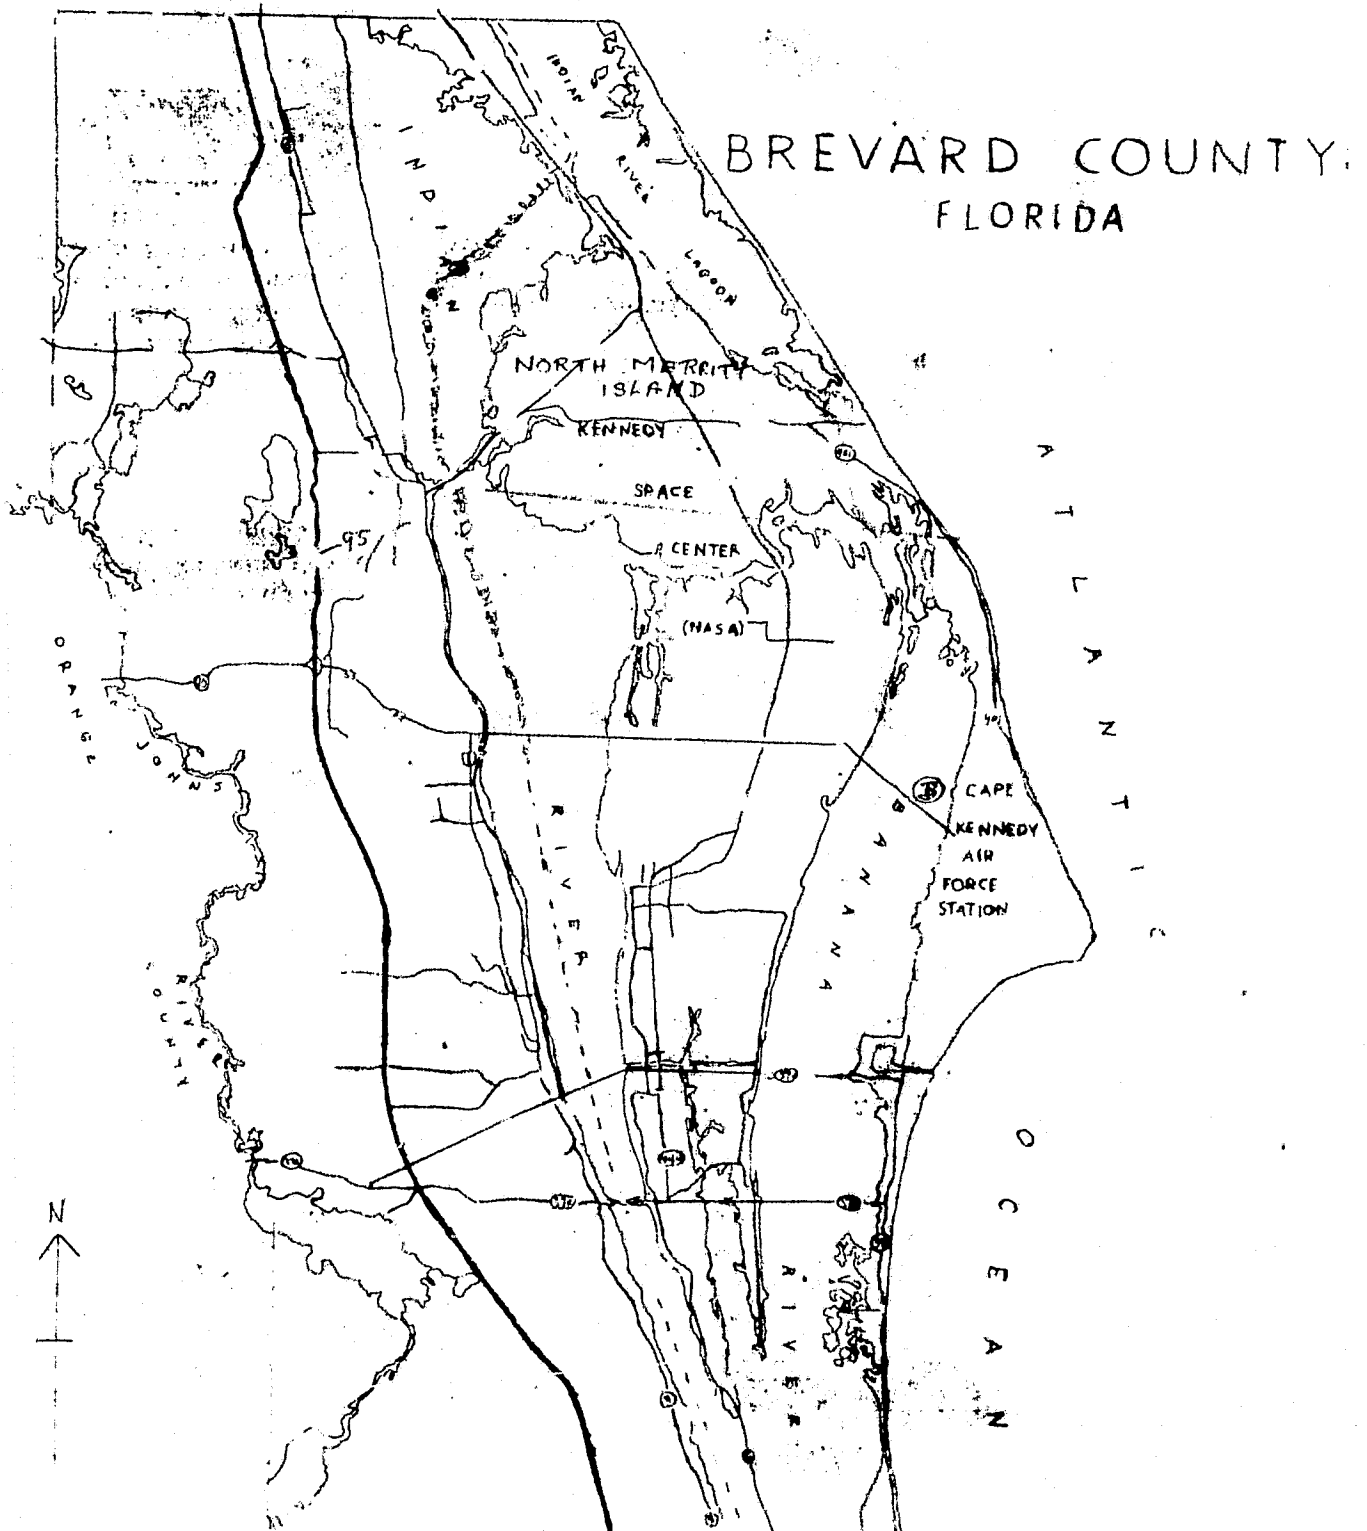 BREVARD COUNTY,
FLORIDA
INDIAN
RIVER
LAGOON
INDIAN
NORTH MERRITT
ISLAND
KENNEDY
SPACE
CENTER
(NASA)
95
ORANGE
COUNTY
ST JOHNS
RIVER
RIVER
BANANA
RIVER
B
CAPE
KENNEDY
AIR
FORCE
STATION
ATLANTIC
OCEAN
N